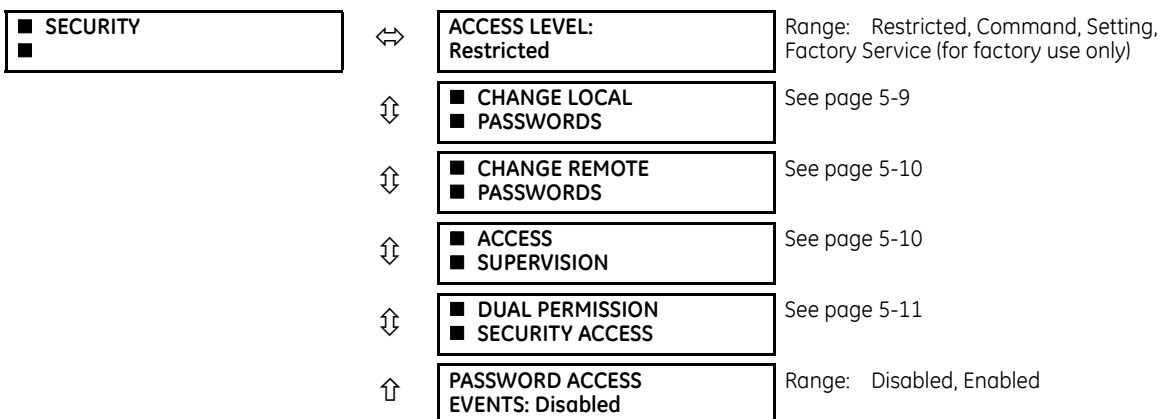 ■ SECURITY
■
ACCESS LEVEL:
Restricted
Range: Restricted, Command, Setting,
Factory Service (for factory use only)
■ CHANGE LOCAL
■ PASSWORDS
See page 5-9
■ CHANGE REMOTE
■ PASSWORDS
See page 5-10
■ ACCESS
■ SUPERVISION
See page 5-10
■ DUAL PERMISSION
■ SECURITY ACCESS
See page 5-11
PASSWORD ACCESS
EVENTS: Disabled
Range: Disabled, Enabled